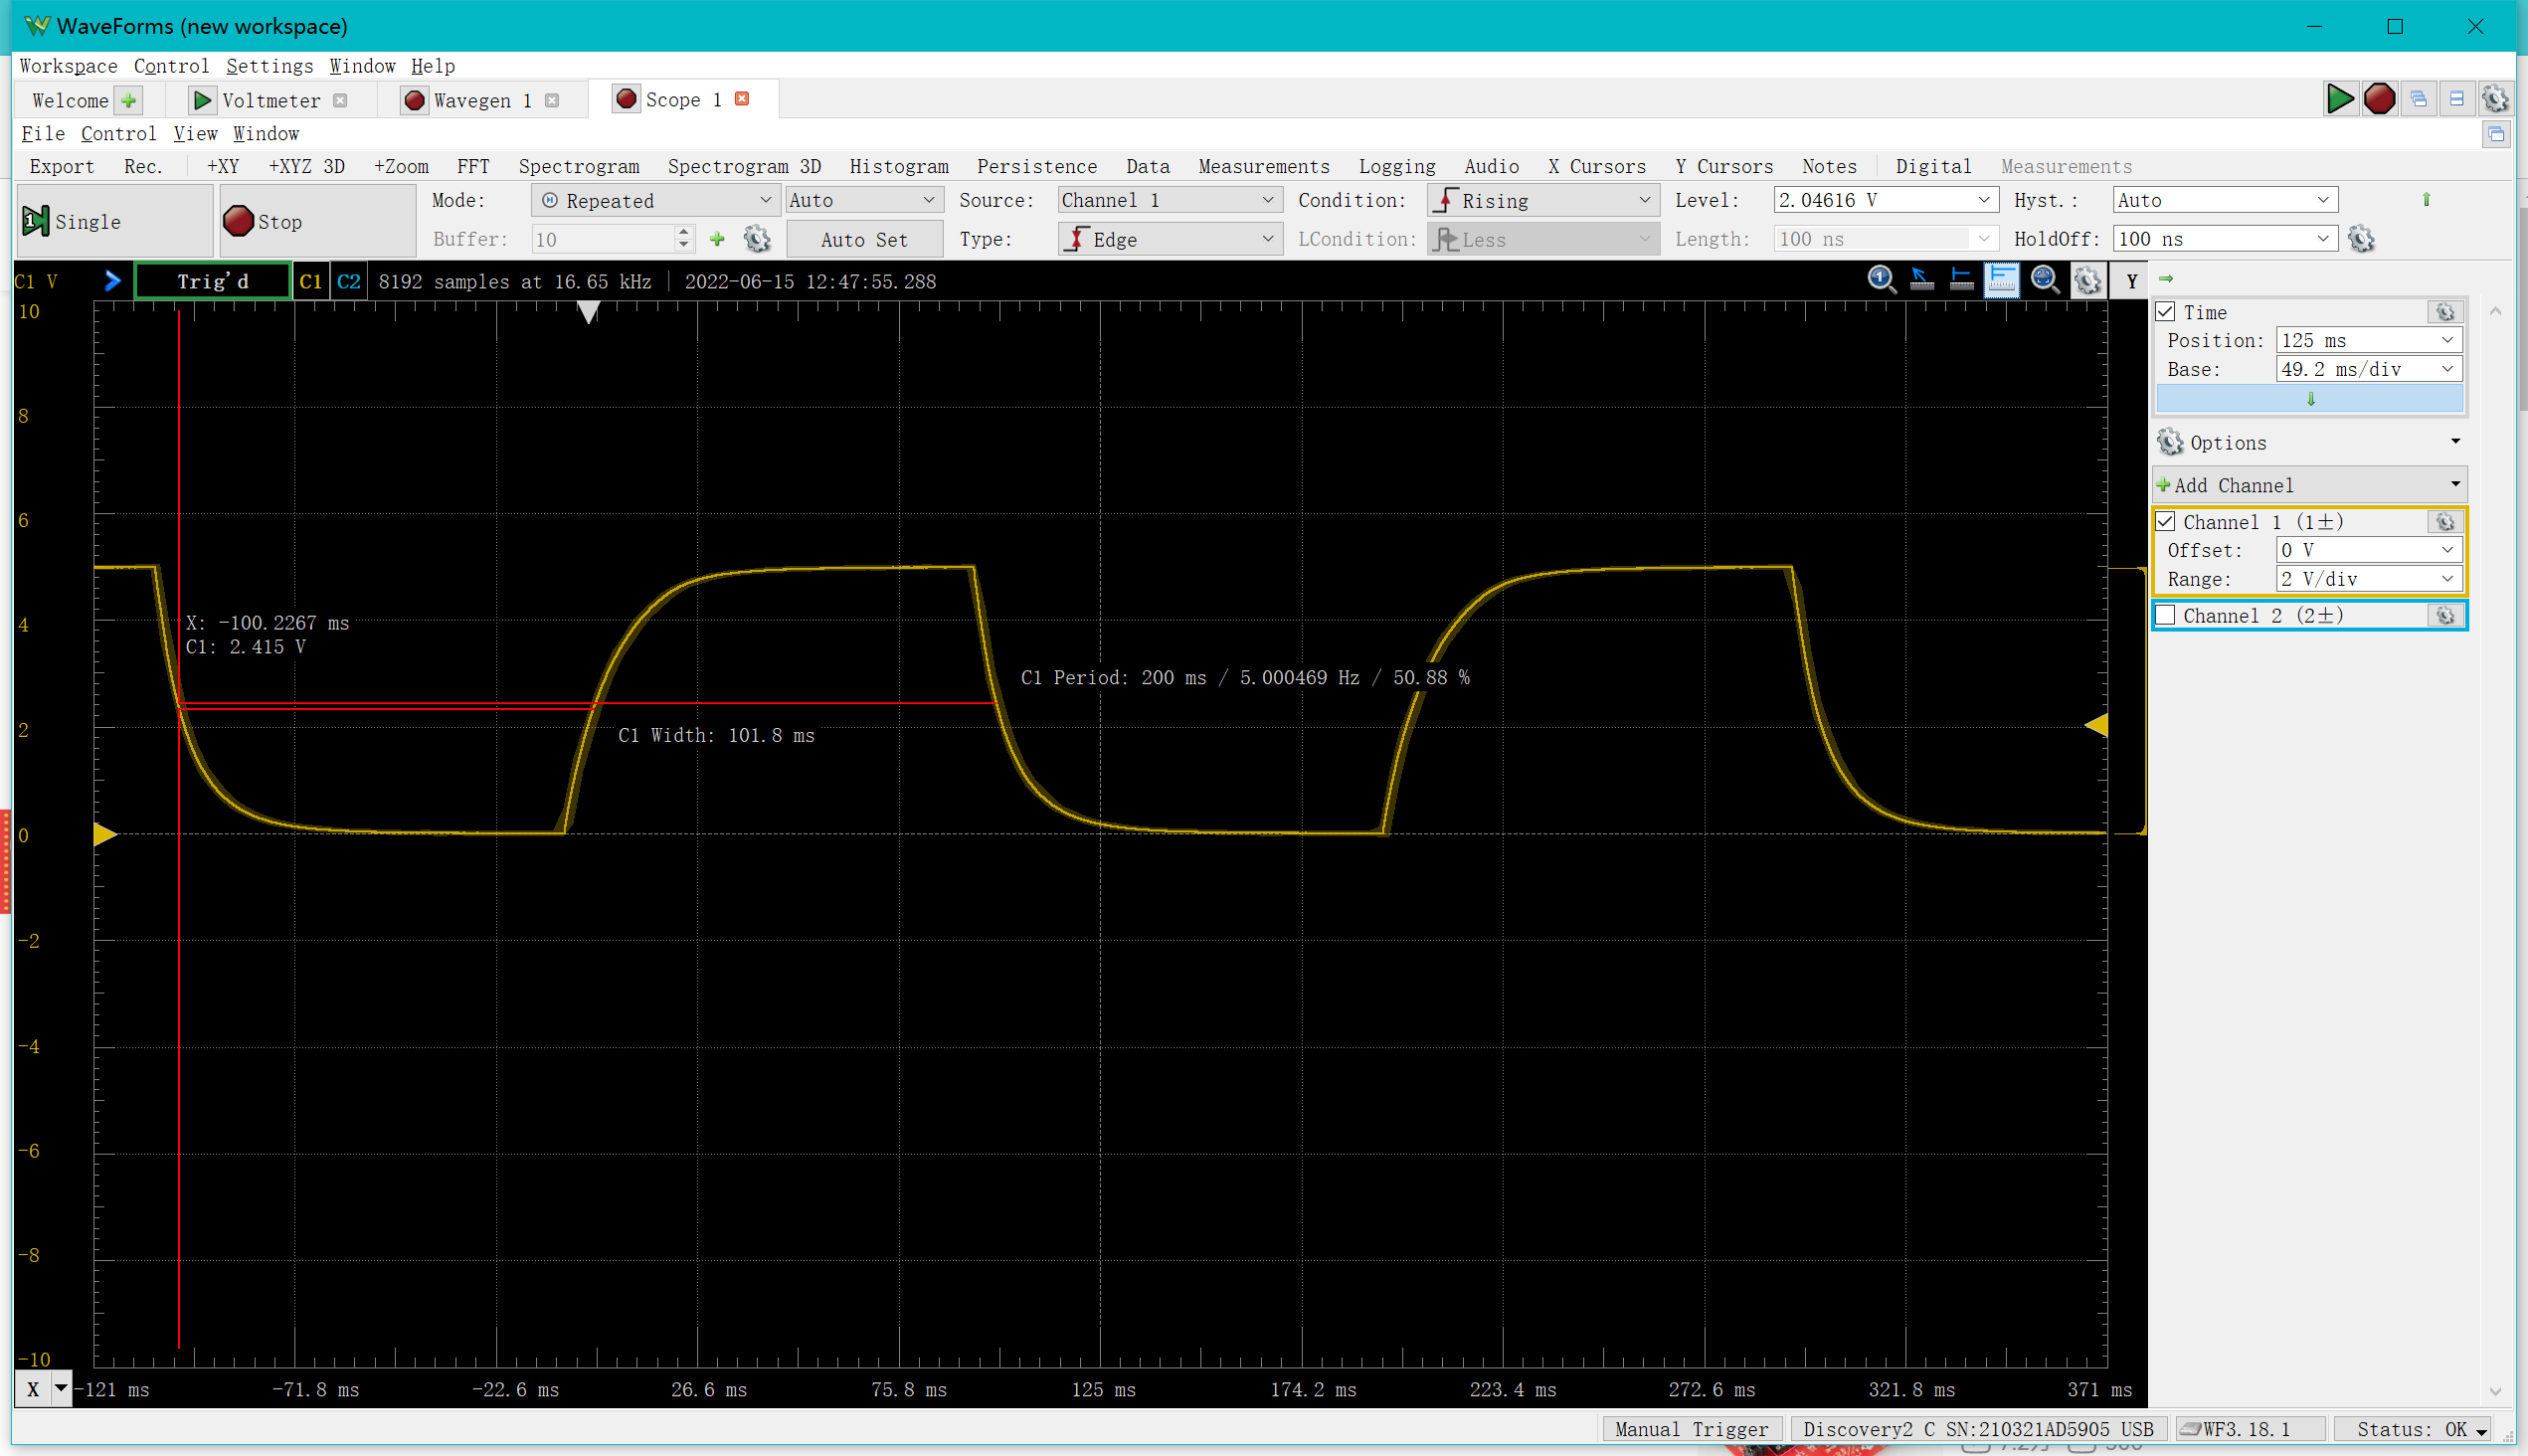 WaveForms (new workspace)
Workspace Control Settings Window Help
Welcome Voltmeter Wavegen 1 Scope 1
File Control View Window
Export Rec. +XY +XYZ 3D +Zoom FFT Spectrogram Spectrogram 3D Histogram Persistence Data Measurements Logging Audio X Cursors Y Cursors Notes Digital Measurements
Single Stop Mode: Repeated Auto Source: Channel 1 Condition: Rising Level: 2.04616 V Hyst.: Auto
Buffer: 10 Auto Set Type: Edge LCondition: Less Length: 100 ns HoldOff: 100 ns
C1 V Trig'd C1 C2 8192 samples at 16.65 kHz 2022-06-15 12:47:55.288 Y
10
8
6
4
2
0
-2
-4
-6
-8
-10
X: -100.2267 ms
C1: 2.415 V
C1 Period: 200 ms / 5.000469 Hz / 50.88 %
C1 Width: 101.8 ms
X -121 ms -71.8 ms -22.6 ms 26.6 ms 75.8 ms 125 ms 174.2 ms 223.4 ms 272.6 ms 321.8 ms 371 ms
Time
Position: 125 ms
Base: 49.2 ms/div
Options
Add Channel
Channel 1 (1±)
Offset: 0 V
Range: 2 V/div
Channel 2 (2±)
Manual Trigger Discovery2 C SN:210321AD5905 USB WF3.18.1 Status: OK